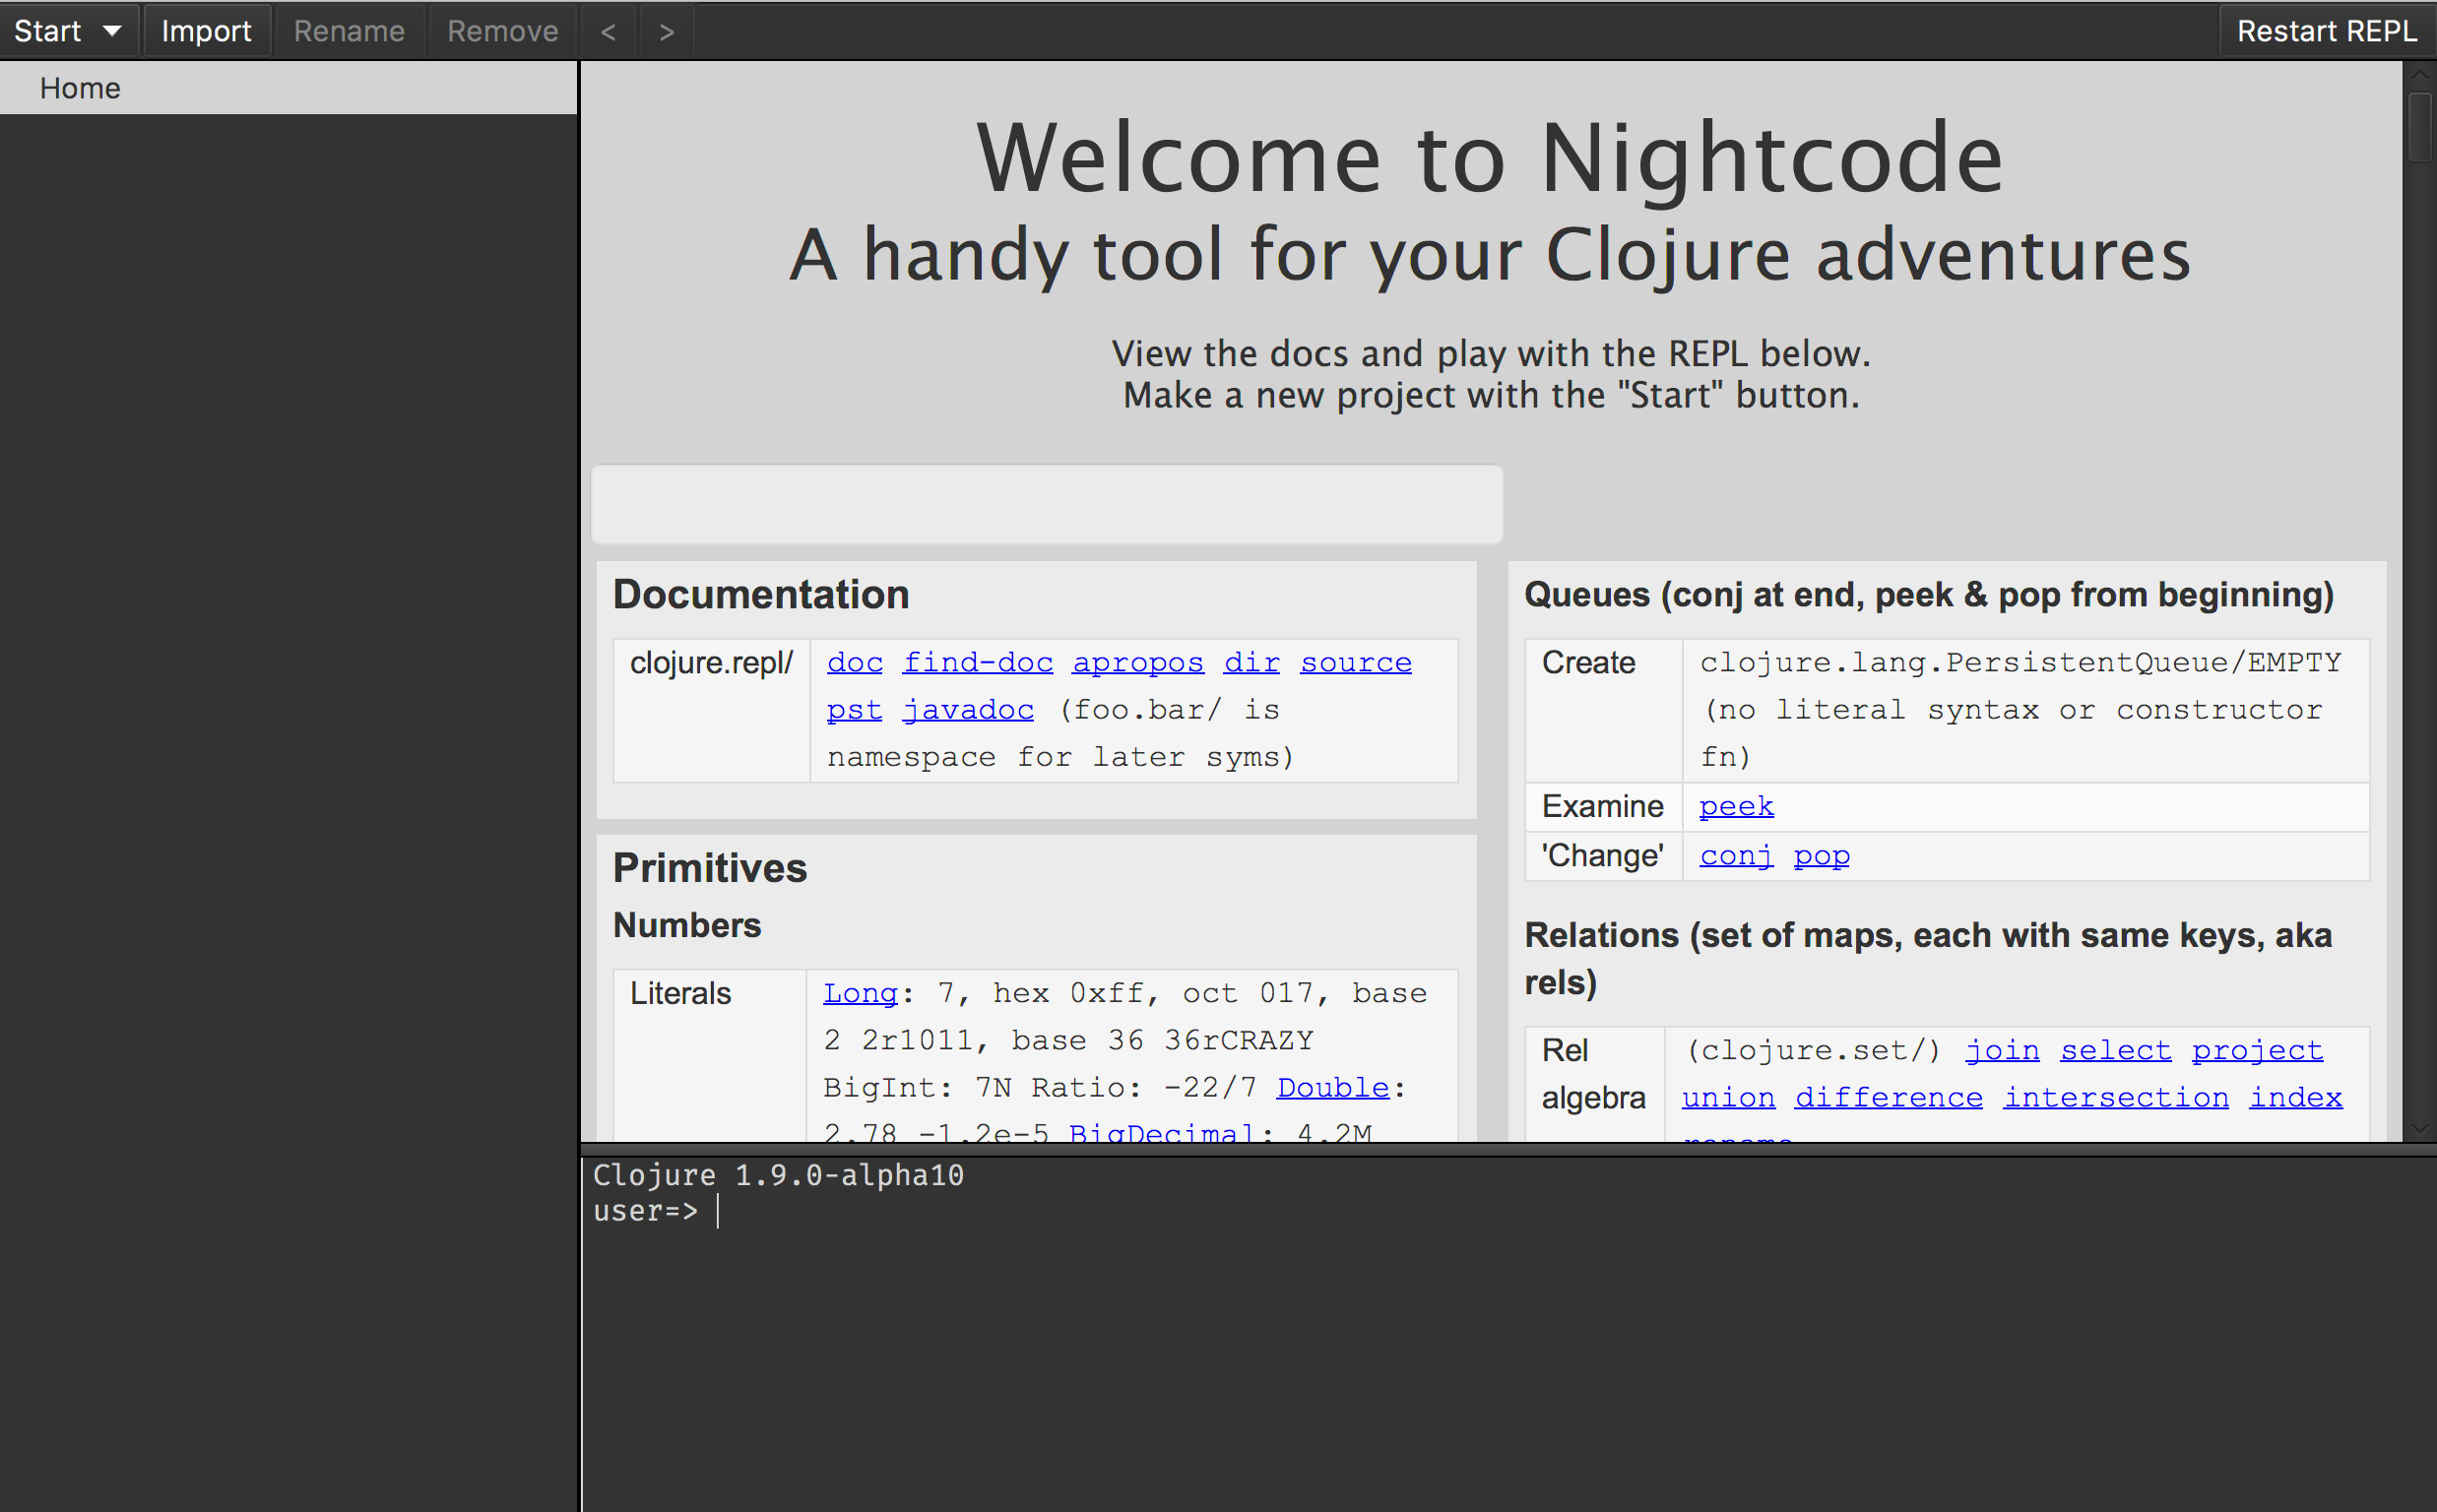 Start Import Rename Remove < > Restart REPL
Home
Welcome to Nightcode
A handy tool for your Clojure adventures
View the docs and play with the REPL below.
Make a new project with the "Start" button.
Documentation
clojure.repl/ doc find-doc apropos dir source
pst javadoc (foo.bar/ is
namespace for later syms)
Primitives
Numbers
Literals Long: 7, hex 0xff, oct 017, base
2 2r1011, base 36 36rCRAZY
BigInt: 7N Ratio: -22/7 Double:
2.78 -1.2e-5 BigDecimal: 4.2M
Queues (conj at end, peek & pop from beginning)
Create clojure.lang.PersistentQueue/EMPTY
(no literal syntax or constructor
fn)
Examine peek
'Change' conj pop
Relations (set of maps, each with same keys, aka
rels)
Rel (clojure.set/) join select project
algebra union difference intersection index
rename
Clojure 1.9.0-alpha10
user=>